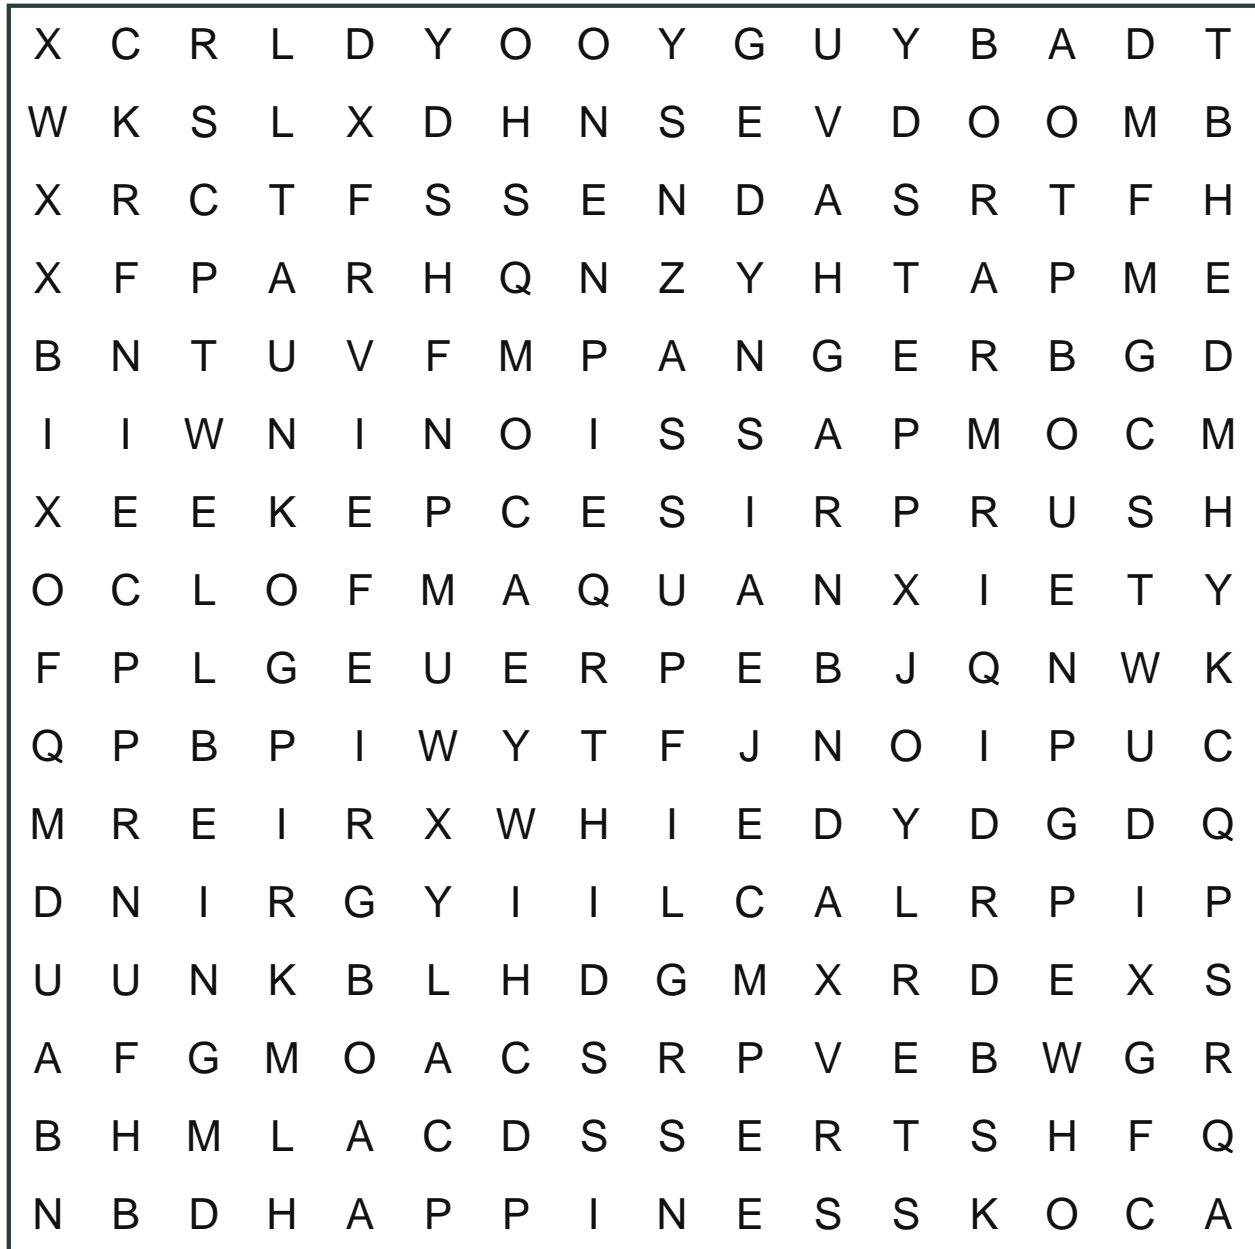 X C R L D Y O O Y G U Y B A D T
W K S L X D H N S E V D O O M B
X R C T F S S E N D A S R T F H
X F P A R H Q N Z Y H T A P M E
B N T U V F M P A N G E R B G D
I I W N I N O I S S A P M O C M
X E E K E P C E S I R P R U S H
O C L O F M A Q U A N X I E T Y
F P L G E U E R P E B J Q N W K
Q P B P I W Y T F J N O I P U C
M R E I R X W H I E D Y D G D Q
D N I R G Y I I L C A L R P I P
U U N K B L H D G M X R D E X S
A F G M O A C S R P V E B W G R
B H M L A C D S S E R T S H F Q
N B D H A P P I N E S S K O C A